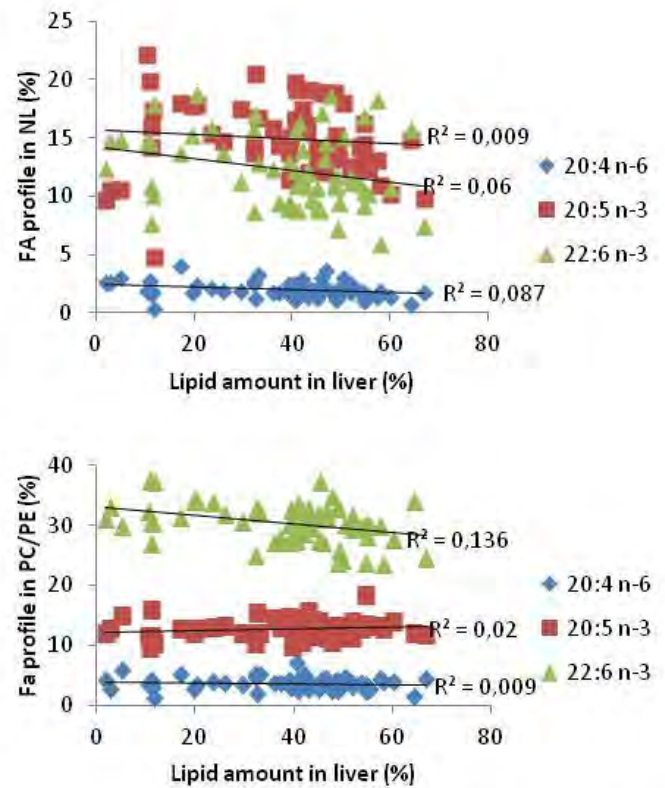 25
20
15
10
5
0
FA profile in NL (%)
R² = 0,009
R² = 0,06
R² = 0,087
0 20 40 60 80
Lipid amount in liver (%)
20:4 n-6
20:5 n-3
22:6 n-3
40
30
20
10
0
Fa profile in PC/PE (%)
R² = 0,136
R² = 0,02
R² = 0,009
0 20 40 60 80
Lipid amount in liver (%)
20:4 n-6
20:5 n-3
22:6 n-3